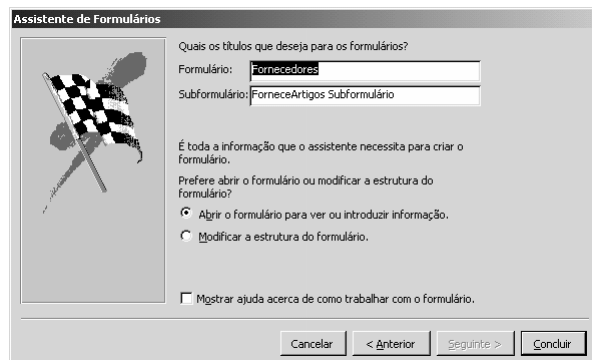 Assistente de Formulários
Quais os títulos que deseja para os formulários?
Formulário: Fornecedores
Subformulário: ForneceArtigos Subformulário
É toda a informação que o assistente necessita para criar o
formulário.
Prefere abrir o formulário ou modificar a estrutura do
formulário?
Abrir o formulário para ver ou introduzir informação.
Modificar a estrutura do formulário.
Mostrar ajuda acerca de como trabalhar com o formulário.
Cancelar < Anterior Seguinte > Concluir